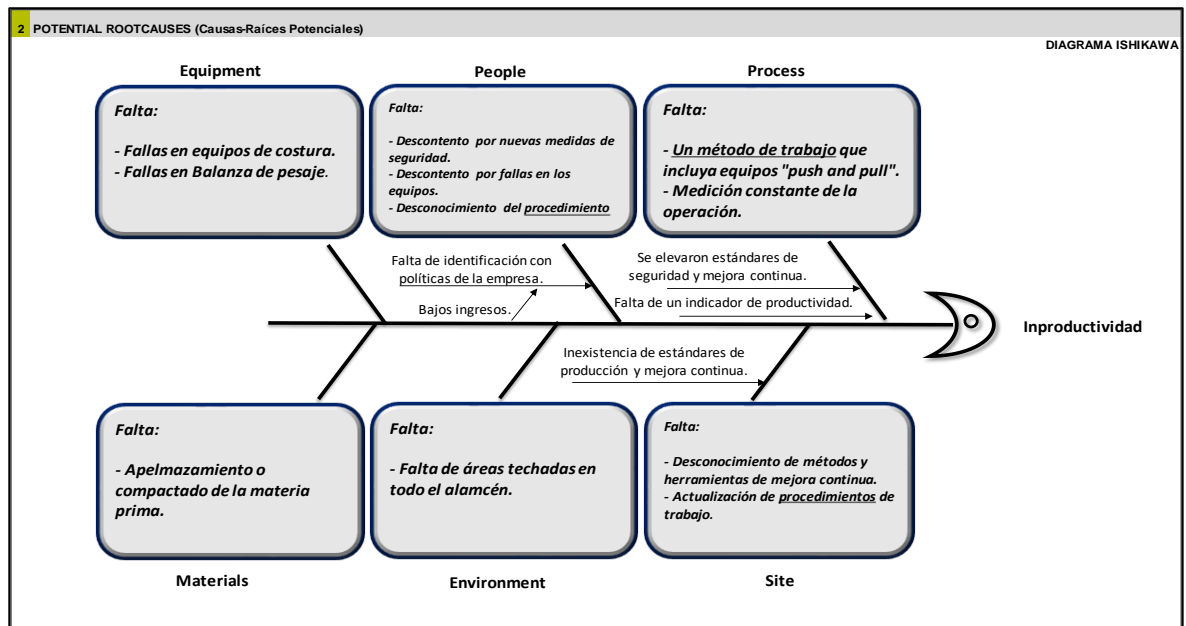 2 POTENTIAL ROOTCAUSES (Causas-Raíces Potenciales)
DIAGRAMA ISHIKAWA
Equipment
People
Process
Falta:
- Fallas en equipos de costura.
- Fallas en Balanza de pesaje.
Falta:
- Descontento por nuevas medidas de
seguridad.
- Descontento por fallas en los
equipos.
- Desconocimiento del procedimiento
Falta:
- Un método de trabajo que
incluya equipos "push and pull".
- Medición constante de la
operación.
Falta de identificación con
políticas de la empresa.
Bajos ingresos.
Se elevaron estándares de
seguridad y mejora continua.
Falta de un indicador de productividad.
Inproductividad
Inexistencia de estándares de
producción y mejora continua.
Falta:
- Apelmazamiento o
compactado de la materia
prima.
Falta:
- Falta de áreas techadas en
todo el alamcén.
Falta:
- Desconocimiento de métodos y
herramientas de mejora continua.
- Actualización de procedimientos de
trabajo.
Materials
Environment
Site